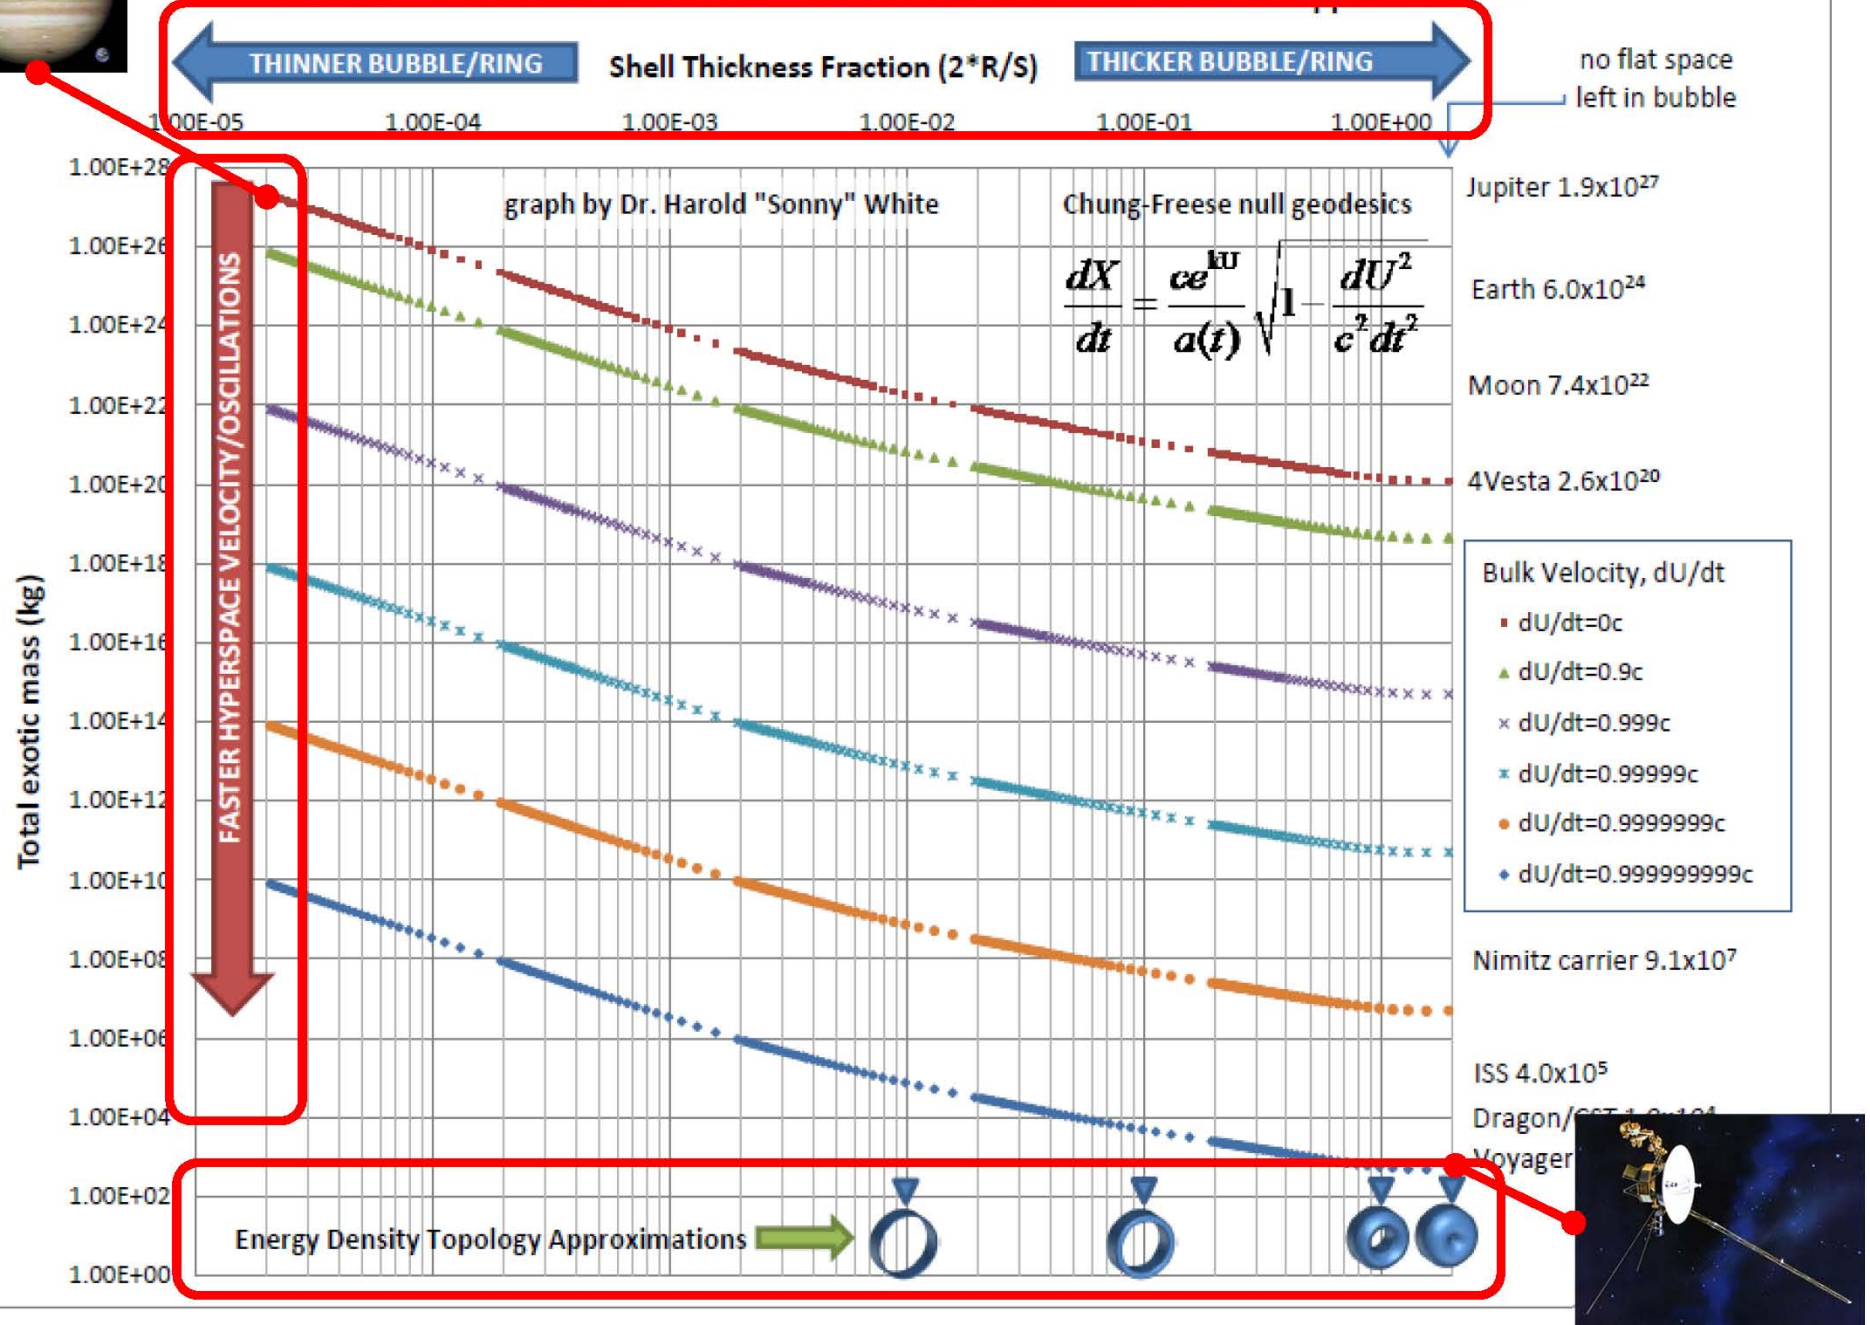 THINNER BUBBLE/RING
Shell Thickness Fraction (2*R/S)
THICKER BUBBLE/RING
no flat space
left in bubble
1.00E-05 1.00E-04 1.00E-03 1.00E-02 1.00E-01 1.00E+00
1.00E+28
1.00E+26
1.00E+24
1.00E+22
1.00E+20
1.00E+18
1.00E+16
1.00E+14
1.00E+12
1.00E+10
1.00E+08
1.00E+06
1.00E+04
1.00E+02
1.00E+00
Total exotic mass (kg)
FASTER HYPERSPACE VELOCITY/OSCILLATIONS
graph by Dr. Harold "Sonny" White
Chung-Freese null geodesics
dX/dt = ce^{kU}/a(t) √(1 − dU²/c²dt²)
Jupiter 1.9x10²⁷
Earth 6.0x10²⁴
Moon 7.4x10²²
4Vesta 2.6x10²⁰
Bulk Velocity, dU/dt
dU/dt=0c
dU/dt=0.9c
dU/dt=0.999c
dU/dt=0.99999c
dU/dt=0.9999999c
dU/dt=0.999999999c
Nimitz carrier 9.1x10⁷
ISS 4.0x10⁵
Dragon/
Voyager
Energy Density Topology Approximations